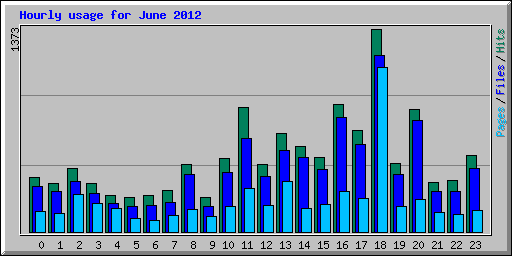 Hourly usage for June 2012
1373
Pages / Files / Hits
0 1 2 3 4 5 6 7 8 9 10 11 12 13 14 15 16 17 18 19 20 21 22 23